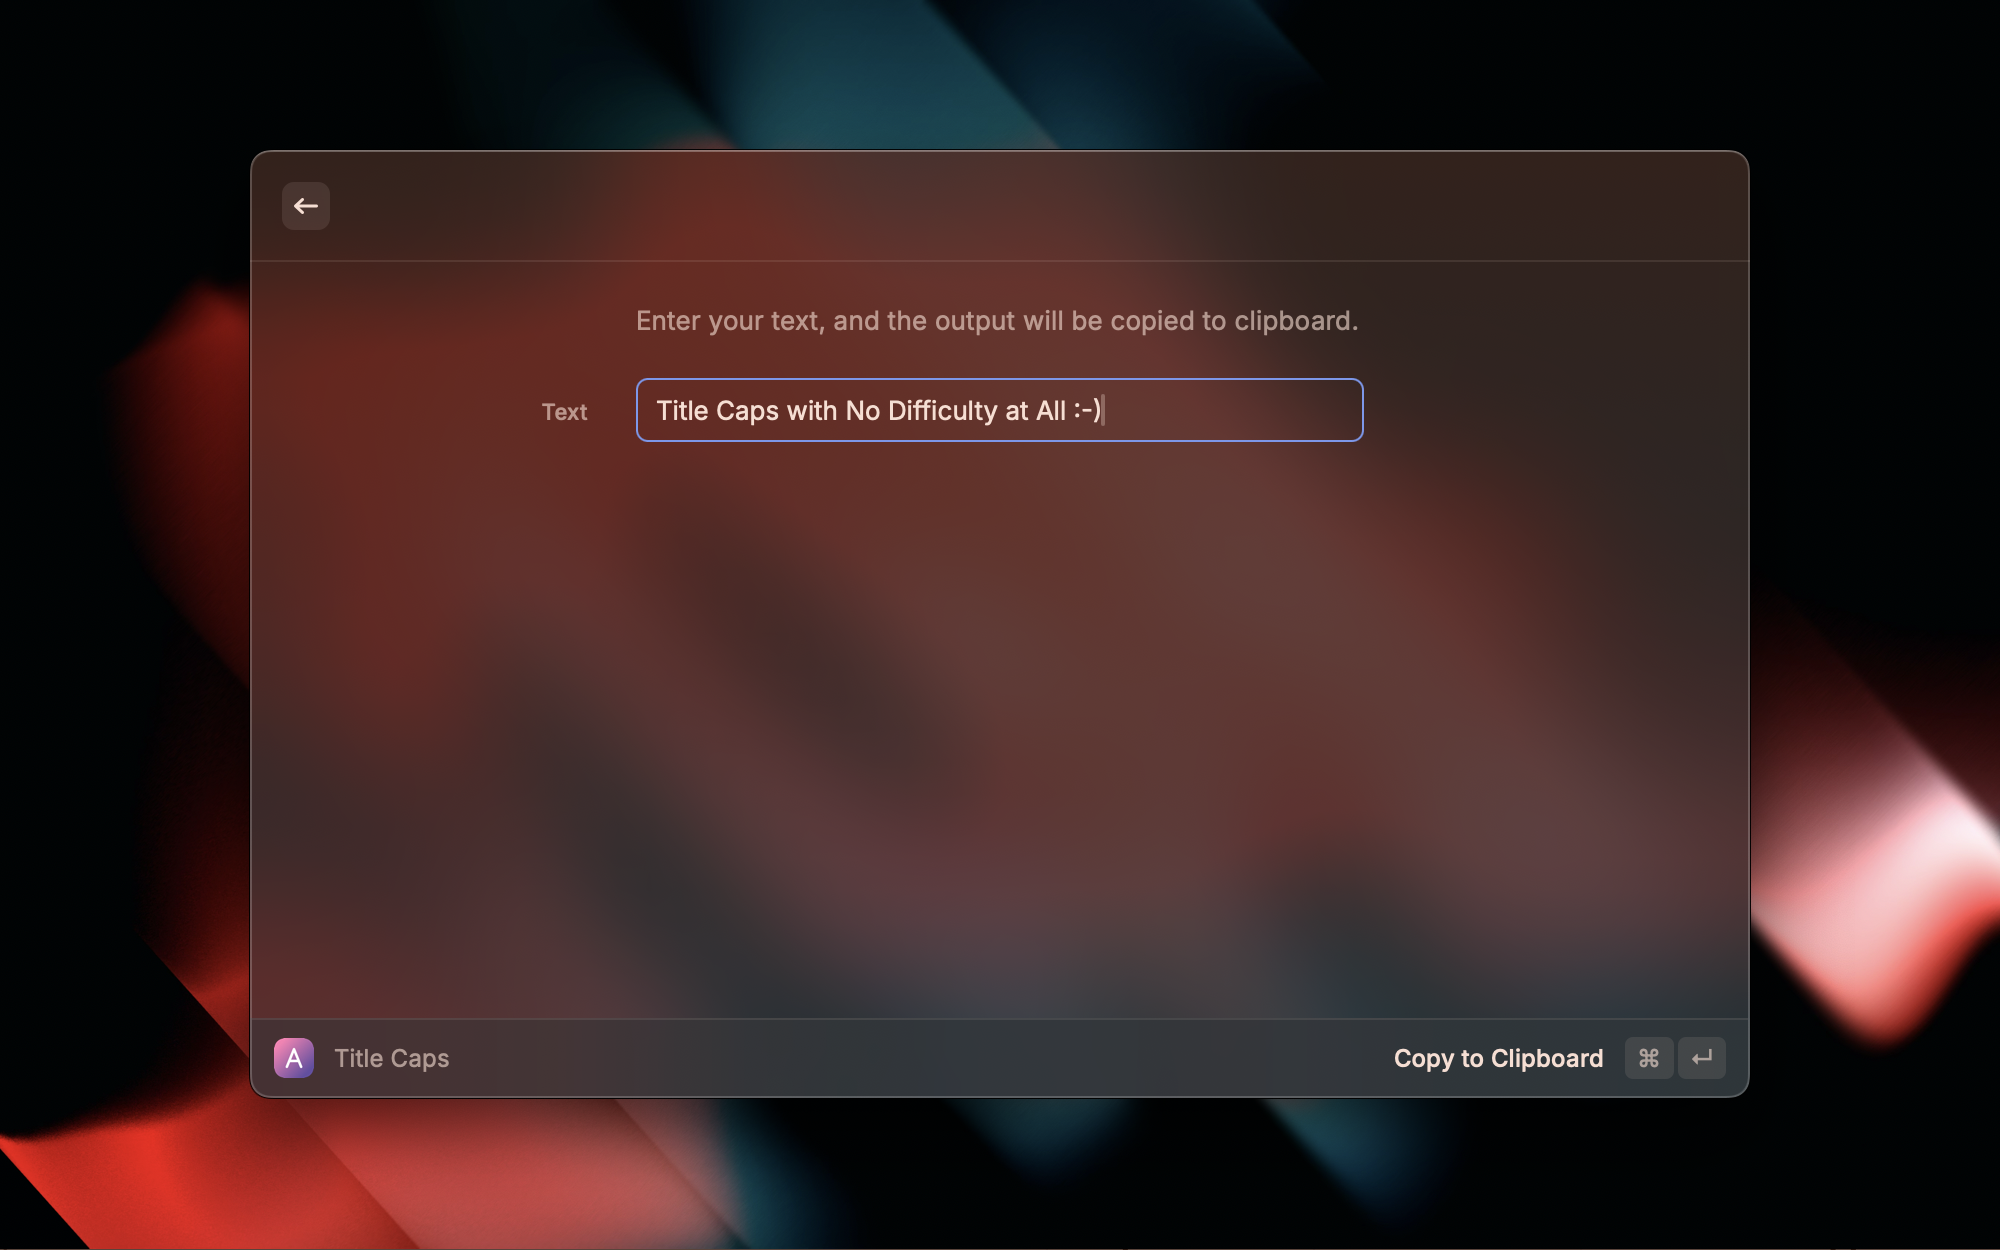 Enter your text, and the output will be copied to clipboard.
Text
Title Caps with No Difficulty at All :-)
A
Title Caps
Copy to Clipboard ⌘ ↵